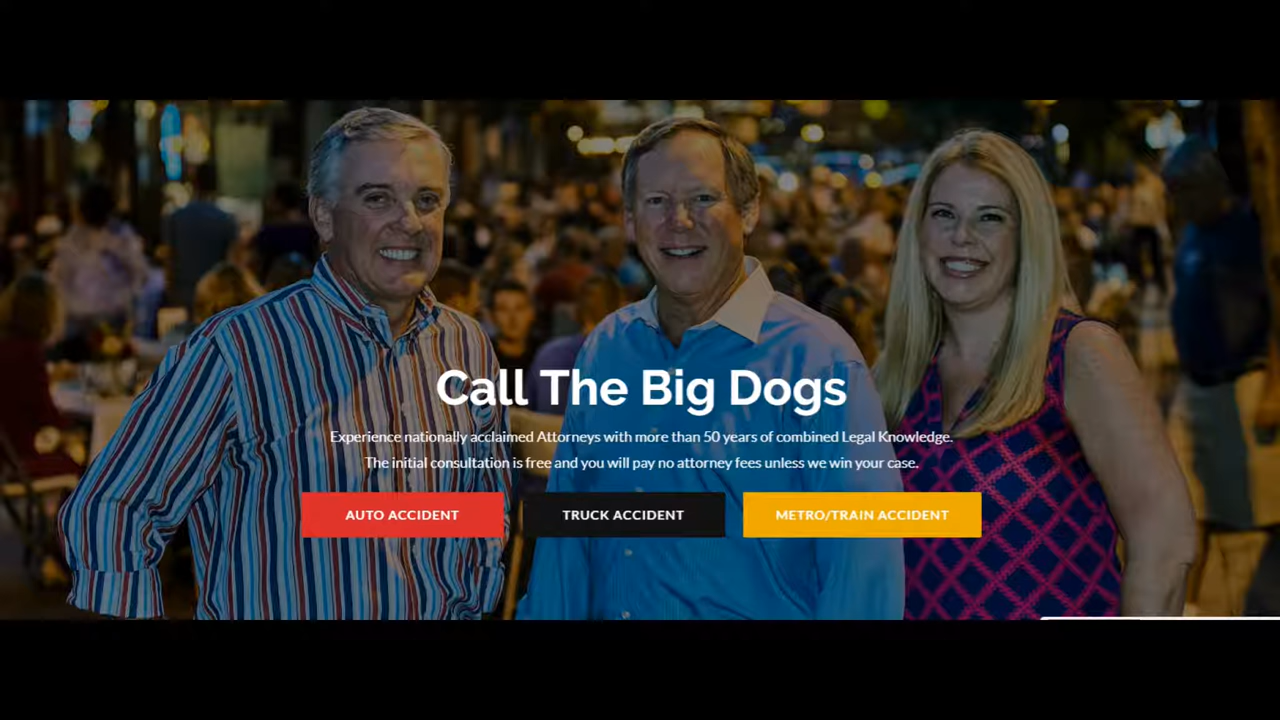 Call The Big Dogs
Experience nationally acclaimed Attorneys with more than 50 years of combined Legal Knowledge.
The initial consultation is free and you will pay no attorney fees unless we win your case.
AUTO ACCIDENT
TRUCK ACCIDENT
METRO/TRAIN ACCIDENT